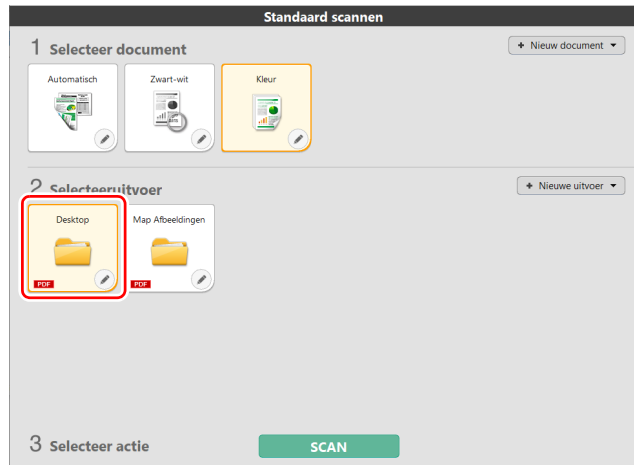 Standaard scannen
1 Selecteer document
+ Nieuw document
Automatisch
Zwart-wit
Kleur
AUTO
2 Selecteeruitvoer
+ Nieuwe uitvoer
Desktop
Map Afbeeldingen
PDF
PDF
3 Selecteer actie
SCAN